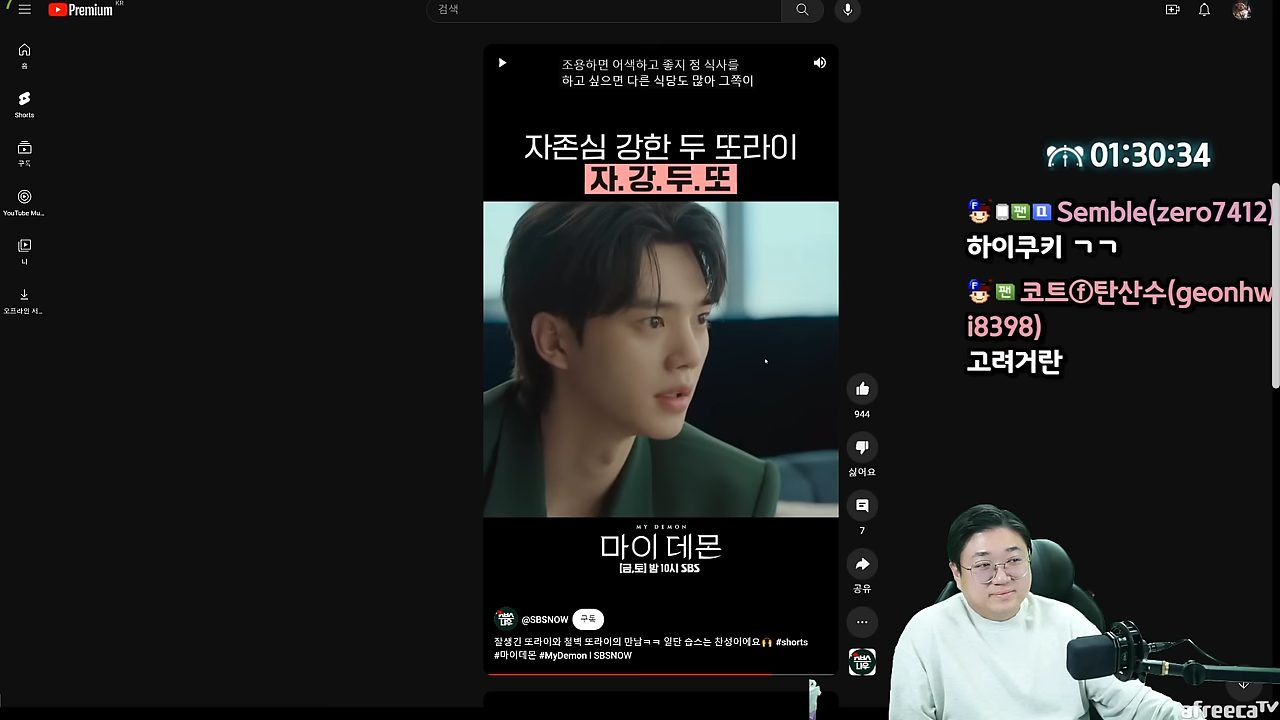 Premium KR
검색
홈
Shorts
구독
YouTube Mu...
나
오프라인 저...
조용하면 어색하고 좋지 정 식사를
하고 싶으면 다른 식당도 많아 그쪽이
자존심 강한 두 또라이
자.강.두.또
MY DEMON
마이 데몬
[금,토] 밤 10시 SBS
@SBSNOW 구독
잘생긴 또라이와 철벽 또라이의 만남ㅋㅋ 일단 습스는 찬성이에요🙌 #shorts
#마이데몬 #MyDemon l SBSNOW
944
싫어요
7
공유
01:30:34
Semble(zero7412)
하이쿠키 ㄱㄱ
코트ⓕ탄산수(geonhw
i8398)
고려거란
afreecaTV